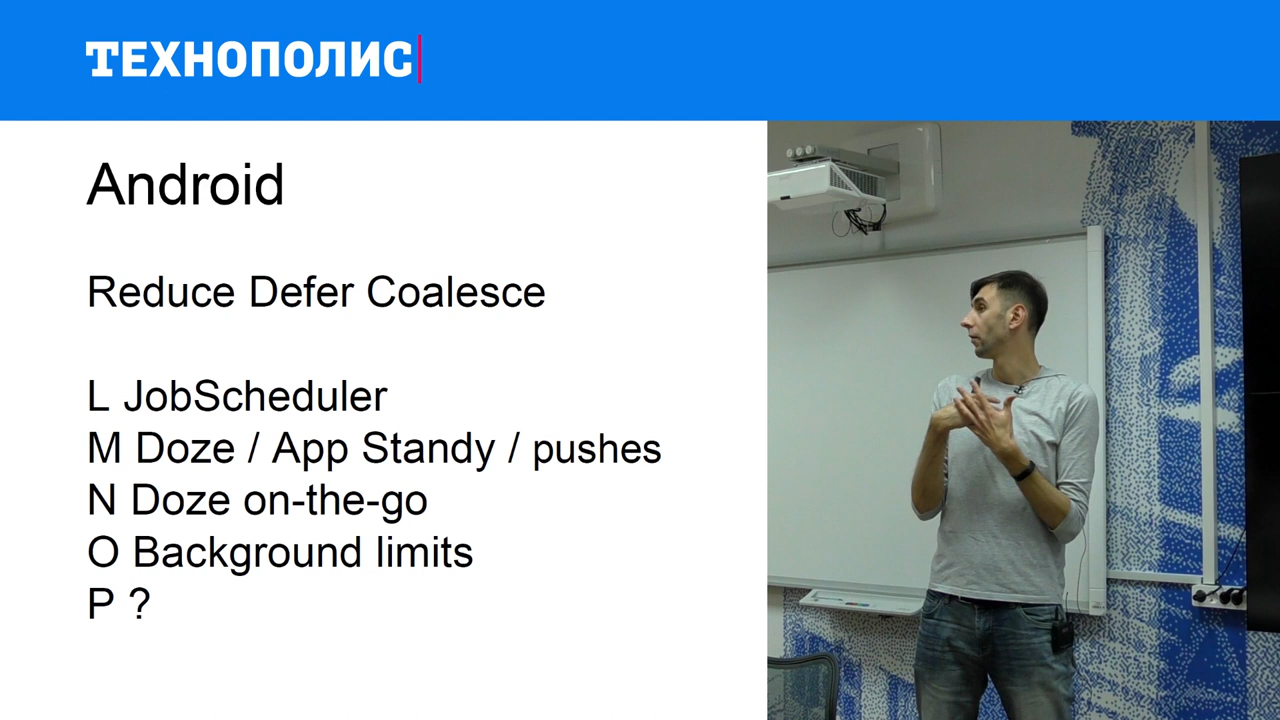 ТЕХНОПОЛИС
Android
Reduce Defer Coalesce
L JobScheduler
M Doze / App Standy / pushes
N Doze on-the-go
O Background limits
P ?